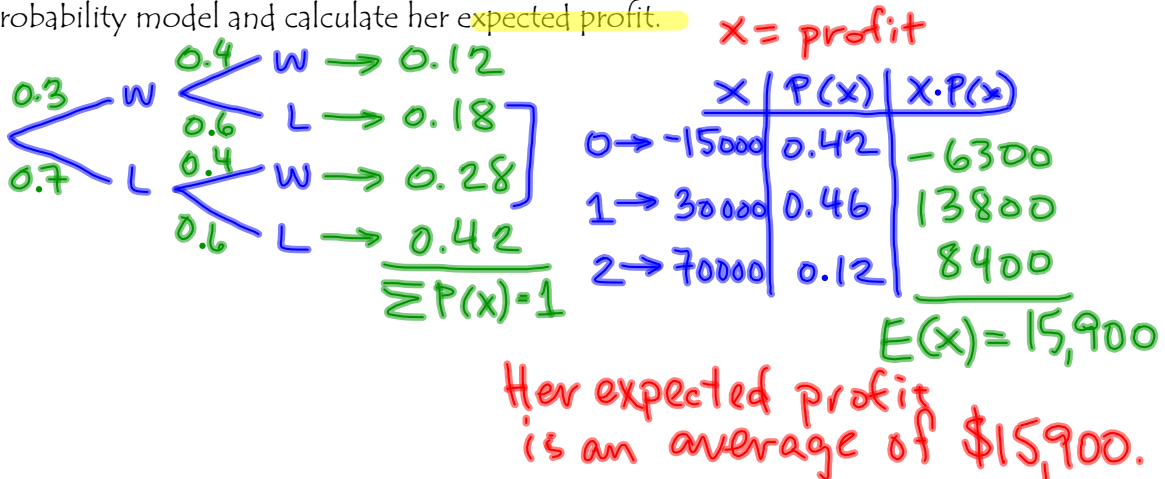 robability model and calculate her expected profit.
x = profit
0.4 W → 0.12
0.3 W
0.6 L → 0.18
0.4 W → 0.28
0.7 L
0.6 L → 0.42
ΣP(x)=1
X P(x) X·P(x)
0→ -15000 0.42 -6300
1→ 30000 0.46 13800
2→ 70000 0.12 8400
E(x)= 15,900
Her expected profit
is an average of $15,900.